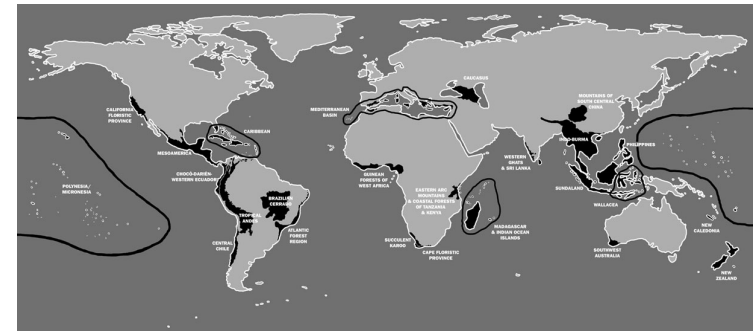 CAUCASUS
MOUNTAINS OF
SOUTH CENTRAL
CHINA
CALIFORNIA
FLORISTIC
PROVINCE
MEDITERRANEAN
BASIN
CARIBBEAN
INDO-BURMA
PHILIPPINES
MESOAMERICA
WESTERN
GHATS
& SRI LANKA
CHOCÓ-DARIÉN-
WESTERN ECUADOR
GUINEAN
FORESTS OF
WEST AFRICA
POLYNESIA/
MICRONESIA
EASTERN ARC
MOUNTAINS
& COASTAL FORESTS
OF TANZANIA
& KENYA
SUNDALAND
BRAZILIAN
CERRADO
WALLACEA
TROPICAL
ANDES
ATLANTIC
FOREST
REGION
MADAGASCAR
& INDIAN OCEAN
ISLANDS
NEW
CALEDONIA
CENTRAL
CHILE
SUCCULENT
KAROO
CAPE FLORISTIC
PROVINCE
SOUTHWEST
AUSTRALIA
NEW
ZEALAND